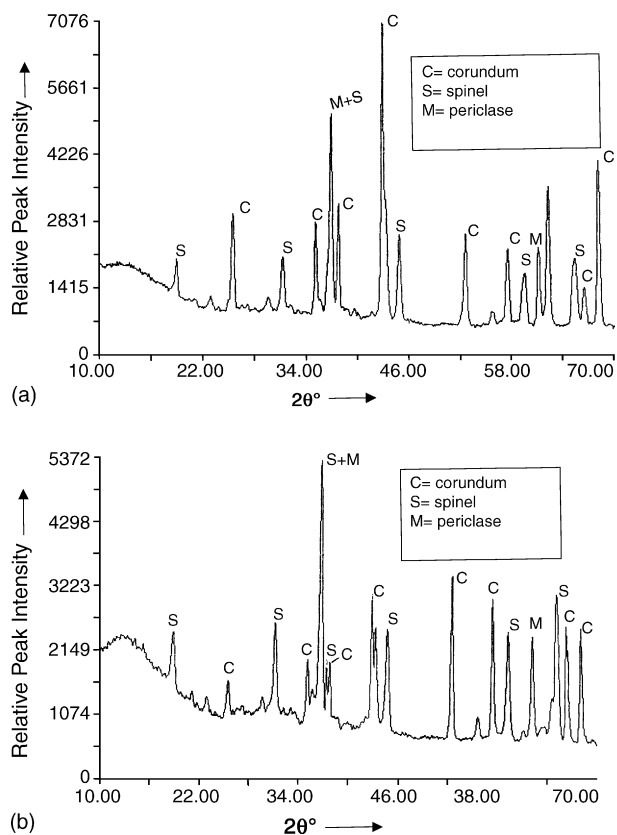 7076
5661
4226
2831
1415
0
Relative Peak Intensity
C
M+S
C= corundum
S= spinel
M= periclase
S C S C C S C C S M S C C
10.00 22.00 34.00 46.00 58.00 70.00
2θ°
(a)
5372
4298
3223
2149
1074
0
Relative Peak Intensity
S+M
C= corundum
S= spinel
M= periclase
S C S C S C C S C C S M S C C
10.00 22.00 34.00 46.00 38.00 70.00
2θ°
(b)